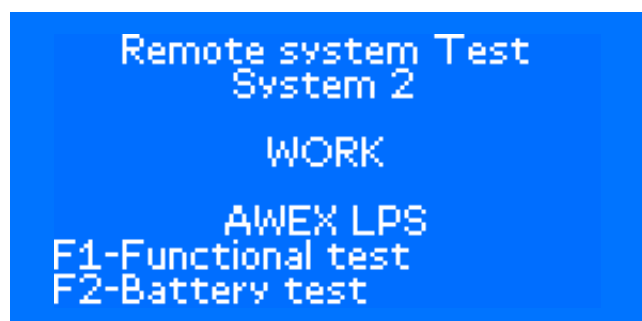 Remote system Test
System 2
WORK
AWEX LPS
F1-Functional test
F2-Battery test